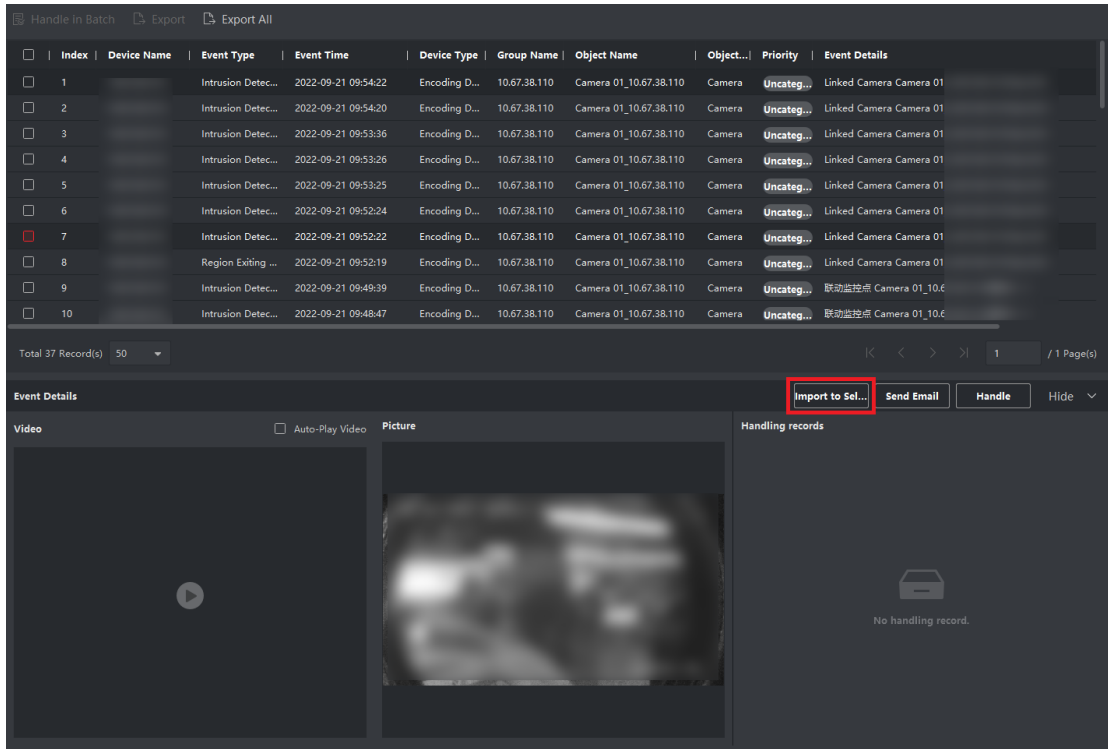 Handle in Batch Export Export All
Index Device Name Event Type Event Time Device Type Group Name Object Name Object... Priority Event Details
1 Intrusion Detec... 2022-09-21 09:54:22 Encoding D... 10.67.38.110 Camera 01_10.67.38.110 Camera Uncateg... Linked Camera Camera 01
2 Intrusion Detec... 2022-09-21 09:54:20 Encoding D... 10.67.38.110 Camera 01_10.67.38.110 Camera Uncateg... Linked Camera Camera 01
3 Intrusion Detec... 2022-09-21 09:53:36 Encoding D... 10.67.38.110 Camera 01_10.67.38.110 Camera Uncateg... Linked Camera Camera 01
4 Intrusion Detec... 2022-09-21 09:53:26 Encoding D... 10.67.38.110 Camera 01_10.67.38.110 Camera Uncateg... Linked Camera Camera 01
5 Intrusion Detec... 2022-09-21 09:53:25 Encoding D... 10.67.38.110 Camera 01_10.67.38.110 Camera Uncateg... Linked Camera Camera 01
6 Intrusion Detec... 2022-09-21 09:52:24 Encoding D... 10.67.38.110 Camera 01_10.67.38.110 Camera Uncateg... Linked Camera Camera 01
7 Intrusion Detec... 2022-09-21 09:52:22 Encoding D... 10.67.38.110 Camera 01_10.67.38.110 Camera Uncateg... Linked Camera Camera 01
8 Region Exiting ... 2022-09-21 09:52:19 Encoding D... 10.67.38.110 Camera 01_10.67.38.110 Camera Uncateg... Linked Camera Camera 01
9 Intrusion Detec... 2022-09-21 09:49:39 Encoding D... 10.67.38.110 Camera 01_10.67.38.110 Camera Uncateg... 联动监控点 Camera 01_10.6
10 Intrusion Detec... 2022-09-21 09:48:47 Encoding D... 10.67.38.110 Camera 01_10.67.38.110 Camera Uncateg... 联动监控点 Camera 01_10.6
Total 37 Record(s) 50 1 / 1 Page(s)
Event Details Import to Sel... Send Email Handle Hide
Video Auto-Play Video Picture Handling records
No handling record.